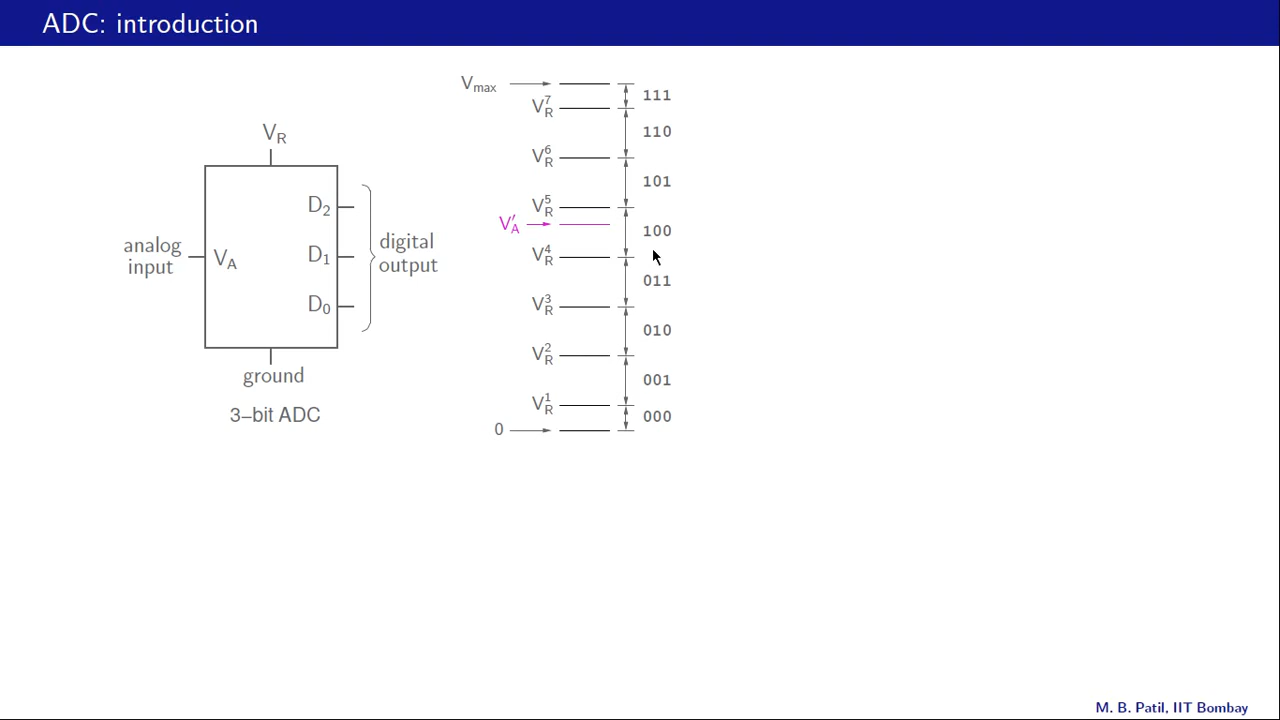 ADC: introduction
V_R
analog
input
V_A
D_2
D_1
D_0
digital
output
ground
3–bit ADC
V_max
V_R^7
V_R^6
V_R^5
V_A′
V_R^4
V_R^3
V_R^2
V_R^1
0
111
110
101
100
011
010
001
000
M. B. Patil, IIT Bombay